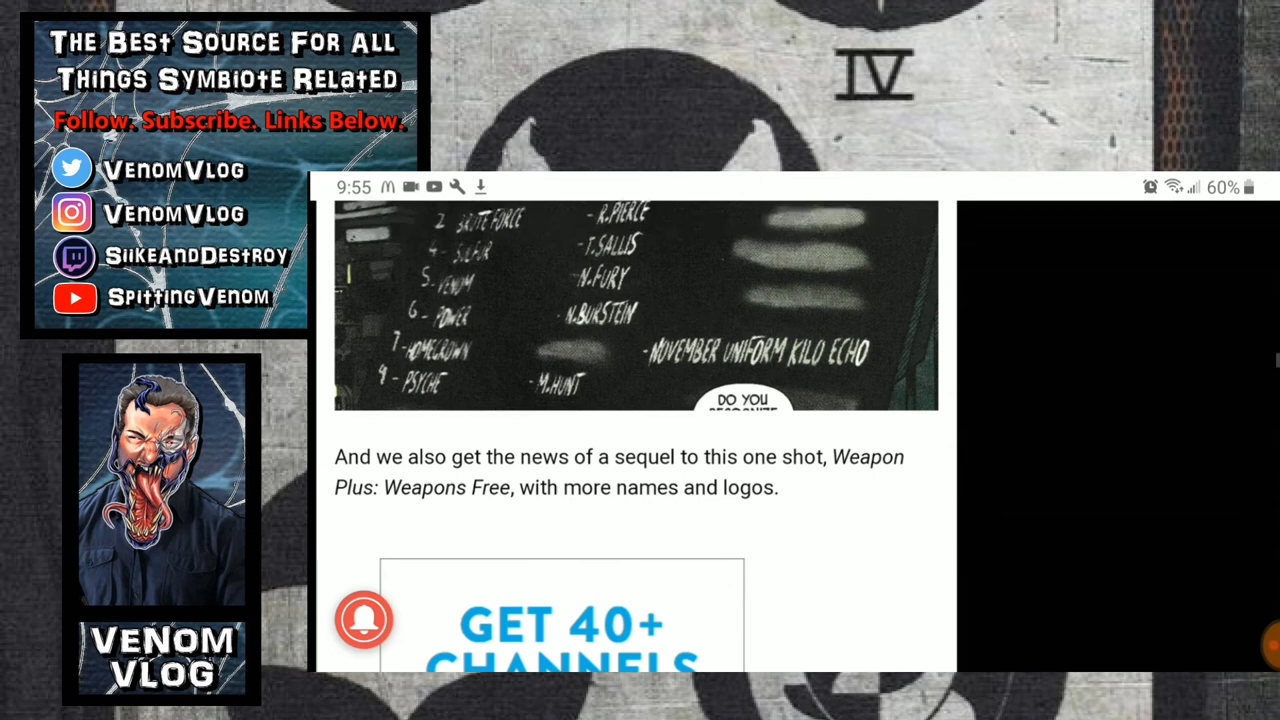 THE BEST SOURCE FOR ALL
THINGS SYMBIOTE RELATED
Follow. Subscribe. Links Below.
VENOMVLOG
VENOMVLOG
SIIKEANDDESTROY
SPITTINGVENOM
VENOM
VLOG
IV
9:55
60%
2 BRUTE FORCE - R.PIERCE
4 - SULFUR - T.SALLIS
5 - VENOM - N.FURY
6 - POWER - N.BURSTEIN
7 - HOMEGROWN - NOVEMBER UNIFORM KILO ECHO
9 - PSYCHE - M.HUNT
DO YOU
RECOGNIZE
And we also get the news of a sequel to this one shot, Weapon
Plus: Weapons Free, with more names and logos.
GET 40+
CHANNELS